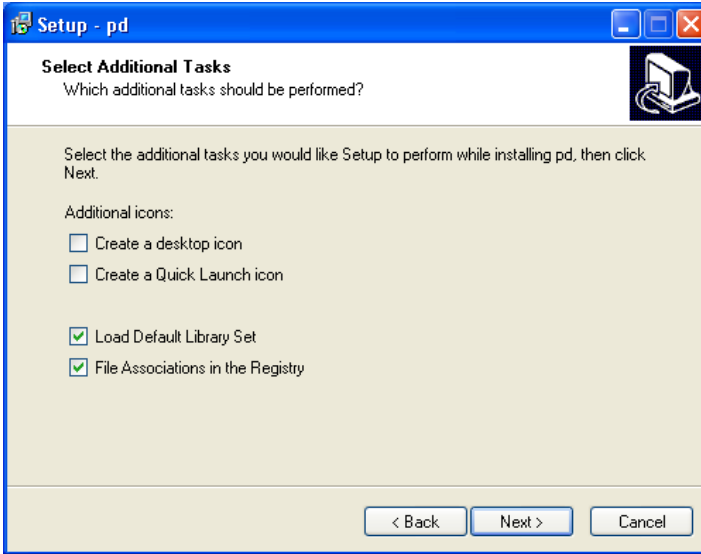 Setup - pd
Select Additional Tasks
Which additional tasks should be performed?
Select the additional tasks you would like Setup to perform while installing pd, then click
Next.
Additional icons:
Create a desktop icon
Create a Quick Launch icon
Load Default Library Set
File Associations in the Registry
< Back Next > Cancel